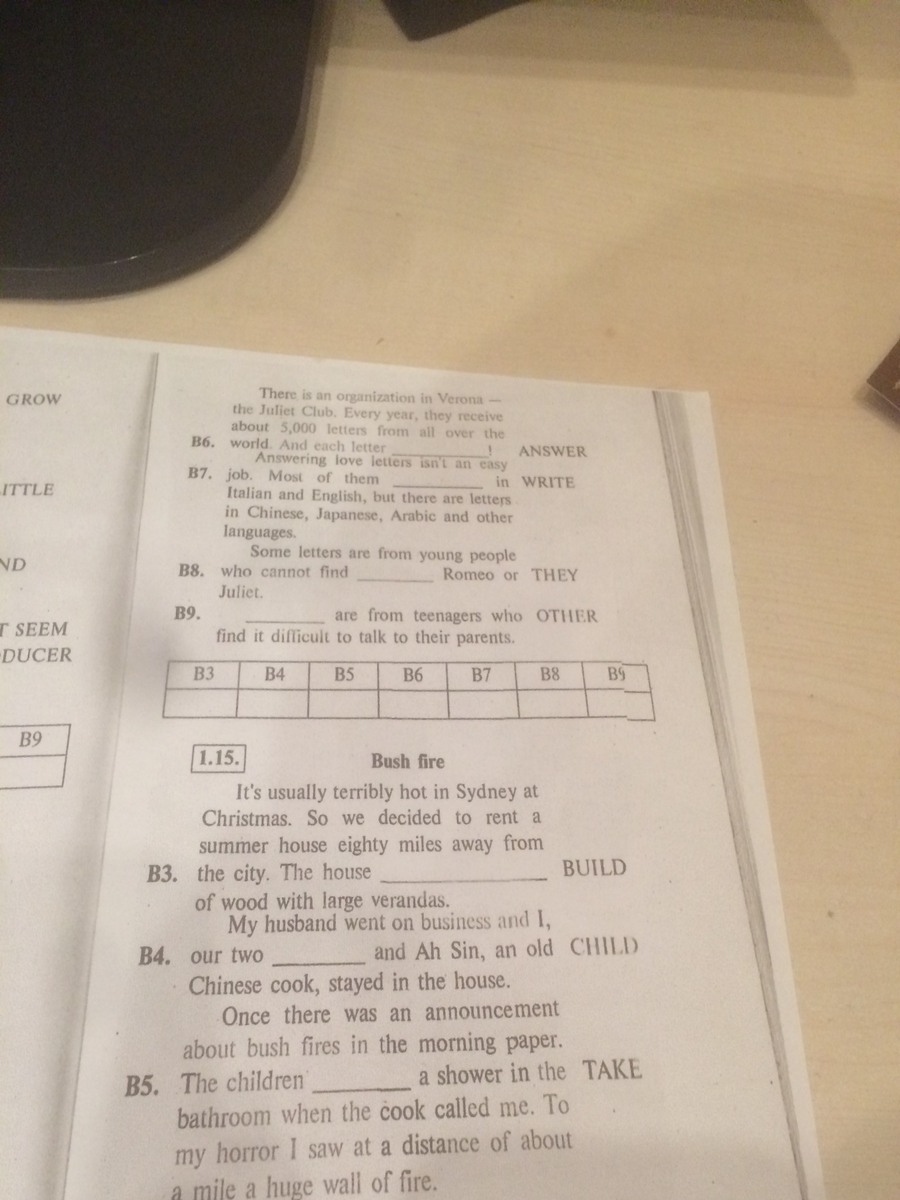 GROW
ITTLE
ND
T SEEM
DUCER
B9
There is an organization in Verona —
the Juliet Club. Every year, they receive
about 5,000 letters from all over the
B6. world. And each letter __________! ANSWER
Answering love letters isn't an easy
B7. job. Most of them __________ in WRITE
Italian and English, but there are letters
in Chinese, Japanese, Arabic and other
languages.
Some letters are from young people
B8. who cannot find ________ Romeo or THEY
Juliet.
B9. ________ are from teenagers who OTHER
find it difficult to talk to their parents.
B3 B4 B5 B6 B7 B8 B9
1.15. Bush fire
It's usually terribly hot in Sydney at
Christmas. So we decided to rent a
summer house eighty miles away from
B3. the city. The house ______________ BUILD
of wood with large verandas.
My husband went on business and I,
B4. our two ________ and Ah Sin, an old CHILD
Chinese cook, stayed in the house.
Once there was an announcement
about bush fires in the morning paper.
B5. The children ________ a shower in the TAKE
bathroom when the cook called me. To
my horror I saw at a distance of about
a mile a huge wall of fire.